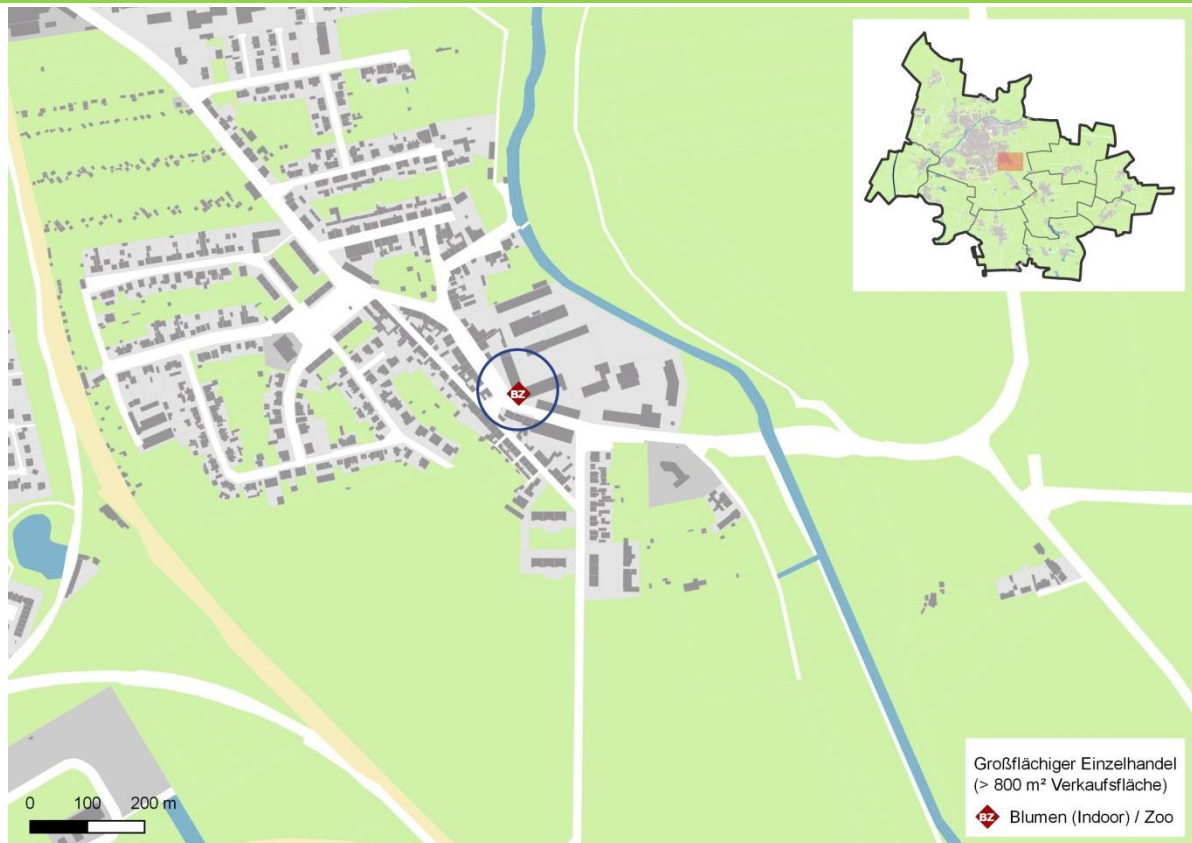 BZ
0 100 200 m
Großflächiger Einzelhandel
(> 800 m² Verkaufsfläche)
BZ Blumen (Indoor) / Zoo